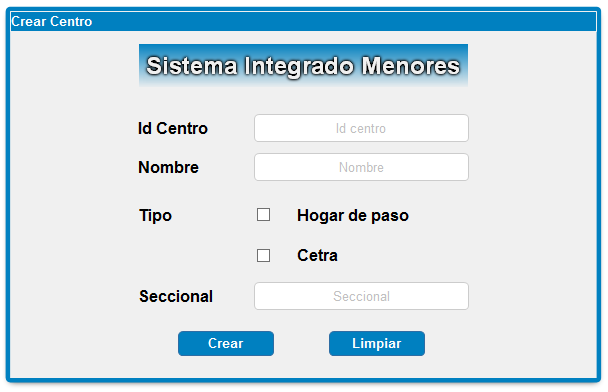 Crear Centro
Sistema Integrado Menores
Id Centro Id centro
Nombre Nombre
Tipo Hogar de paso
Cetra
Seccional Seccional
Crear Limpiar